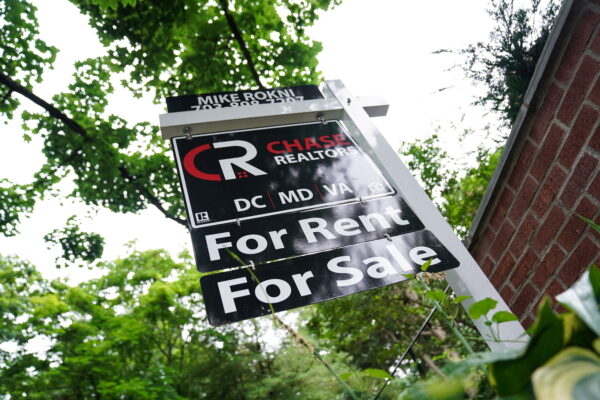 MIKE ROKNI
CR CHASE
REALTORS
DC | MD | VA
For Rent
For Sale